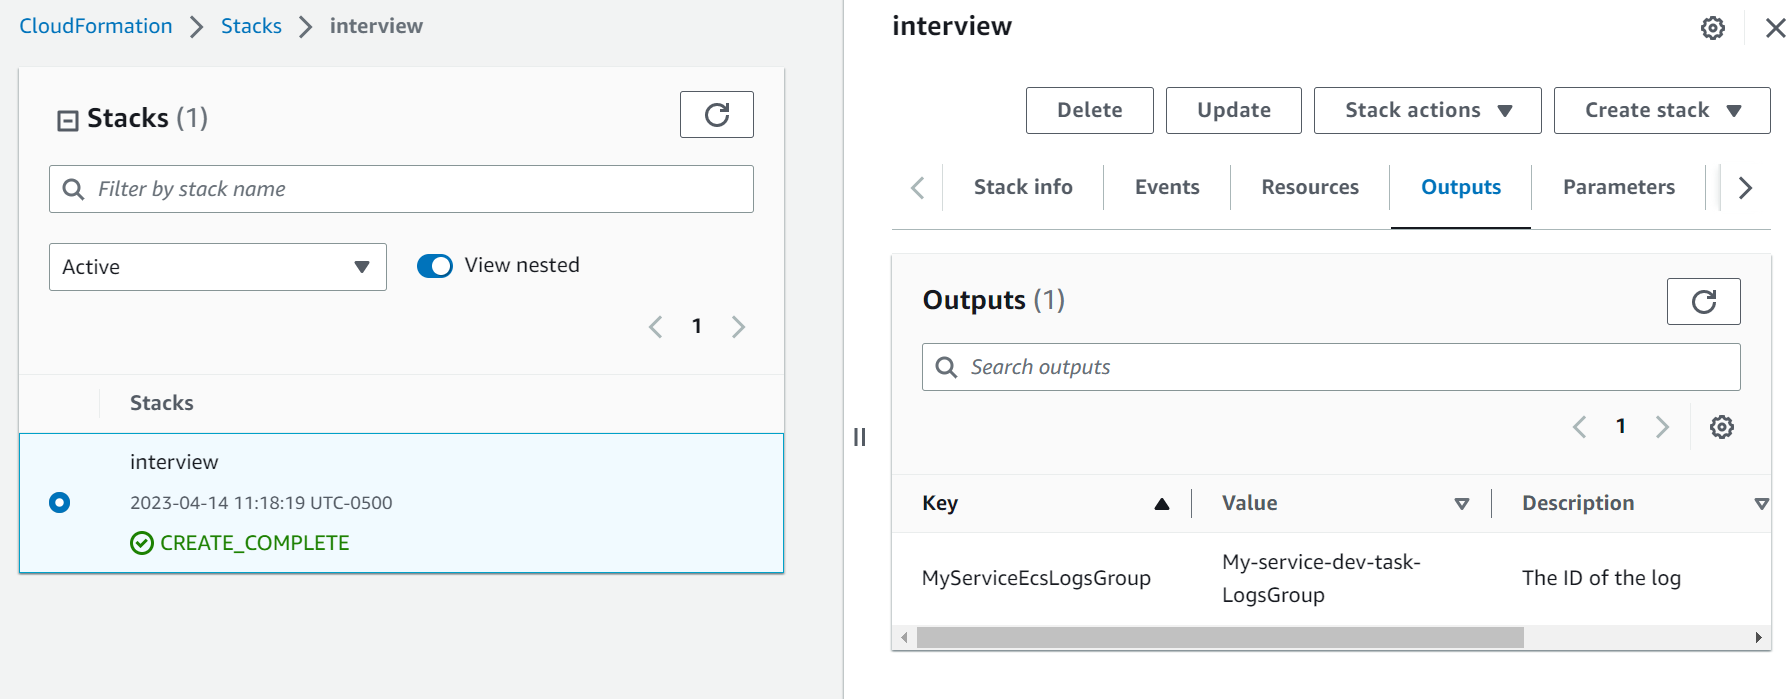 CloudFormation > Stacks > interview
Stacks (1)
Filter by stack name
Active
View nested
1
Stacks
interview
2023-04-14 11:18:19 UTC-0500
CREATE_COMPLETE
interview
Delete Update Stack actions Create stack
Stack info Events Resources Outputs Parameters
Outputs (1)
Search outputs
1
Key Value Description
MyServiceEcsLogsGroup
My-service-dev-task-
LogsGroup
The ID of the log